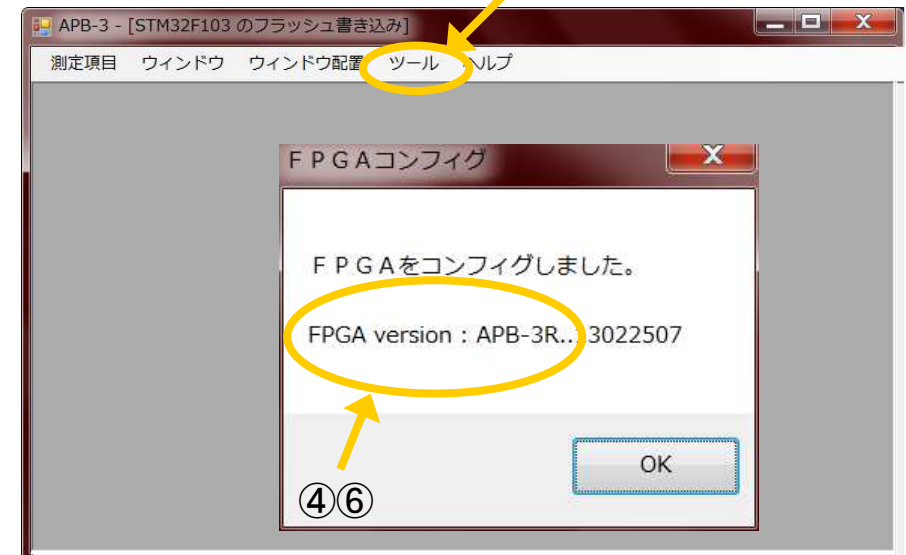 APB-3 - [STM32F103 のフラッシュ書き込み]
測定項目 ウィンドウ ウィンドウ配置 ツール ヘルプ
ＦＰＧＡコンフィグ
ＦＰＧＡをコンフィグしました。
FPGA version : APB-3R..13022507
OK
④⑥